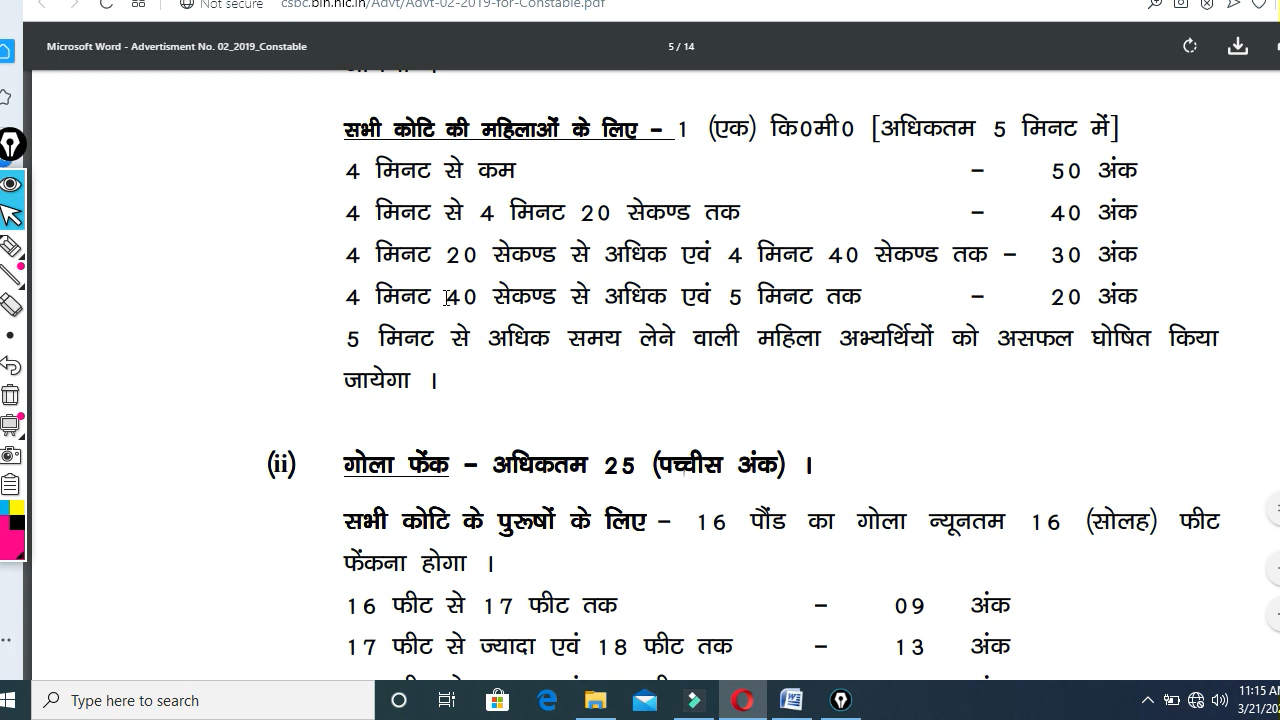 Not secure csbc.bih.nic.in/Advt/Advt-02-2019-for-Constable.pdf
Microsoft Word - Advertisment No. 02_2019_Constable 5 / 14
सभी कोटि की महिलाओं के लिए – 1 (एक) कि0मी0 [अधिकतम 5 मिनट में]
4 मिनट से कम – 50 अंक
4 मिनट से 4 मिनट 20 सेकण्ड तक – 40 अंक
4 मिनट 20 सेकण्ड से अधिक एवं 4 मिनट 40 सेकण्ड तक – 30 अंक
4 मिनट 40 सेकण्ड से अधिक एवं 5 मिनट तक – 20 अंक
5 मिनट से अधिक समय लेने वाली महिला अभ्यर्थियों को असफल घोषित किया
जायेगा ।
(ii) गोला फेंक – अधिकतम 25 (पच्चीस अंक) ।
सभी कोटि के पुरूषों के लिए – 16 पौंड का गोला न्यूनतम 16 (सोलह) फीट
फेंकना होगा ।
16 फीट से 17 फीट तक – 09 अंक
17 फीट से ज्यादा एवं 18 फीट तक – 13 अंक
Type here to search
11:15 AM
3/21/20